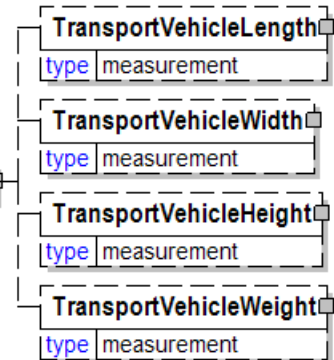 TransportVehicleLength
type measurement
TransportVehicleWidth
type measurement
TransportVehicleHeight
type measurement
TransportVehicleWeight
type measurement